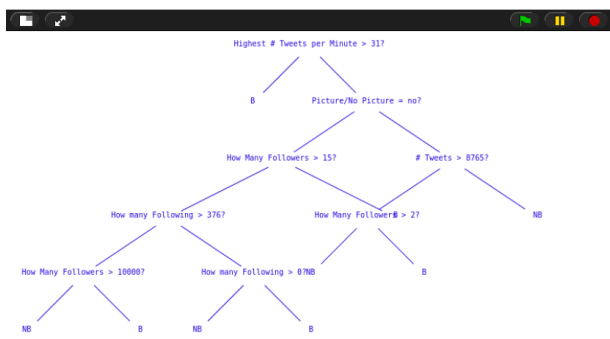 Highest # Tweets per Minute > 31?
B
Picture/No Picture = no?
How Many Followers > 15?
# Tweets > 8765?
How many Following > 376?
How Many Followers > 2?
B
NB
How Many Followers > 10000?
How many Following > 0?
NB
B
NB
B
NB
B